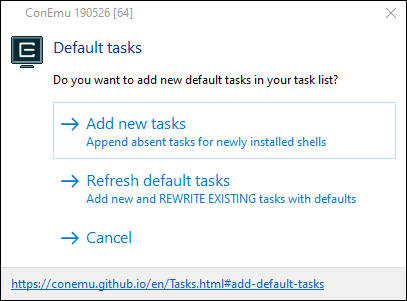 ConEmu 190526 [64]
Default tasks
Do you want to add new default tasks in your task list?
Add new tasks
Append absent tasks for newly installed shells
Refresh default tasks
Add new and REWRITE EXISTING tasks with defaults
Cancel
https://conemu.github.io/en/Tasks.html#add-default-tasks